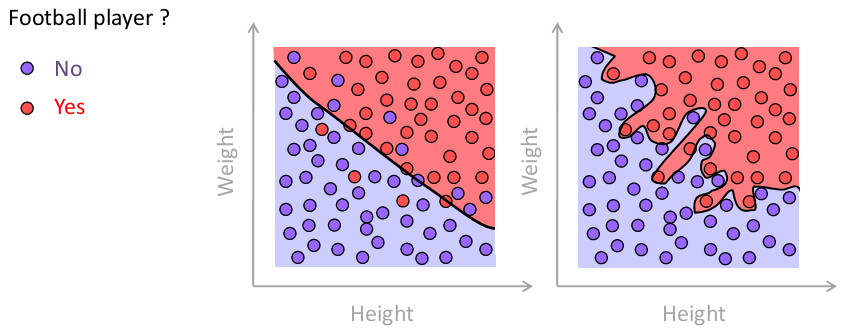 Football player ?
No
Yes
Weight
Height
Weight
Height